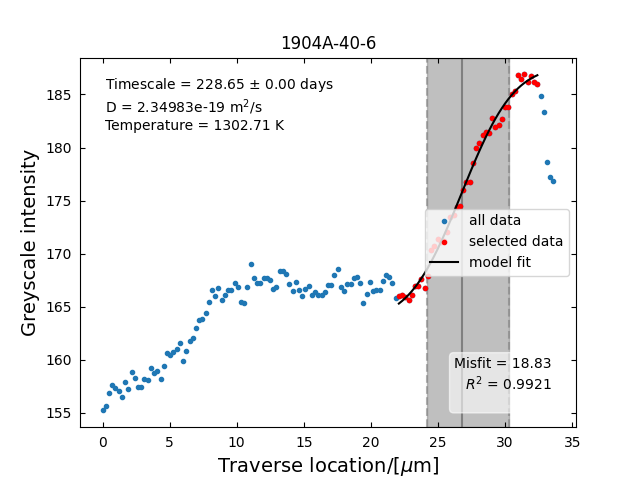 1904A-40-6
Timescale = 228.65 ± 0.00 days
D = 2.34983e-19 m²/s
Temperature = 1302.71 K
Greyscale intensity
185
180
175
170
165
160
155
all data
selected data
model fit
Misfit = 18.83
R² = 0.9921
0 5 10 15 20 25 30 35
Traverse location/[μm]